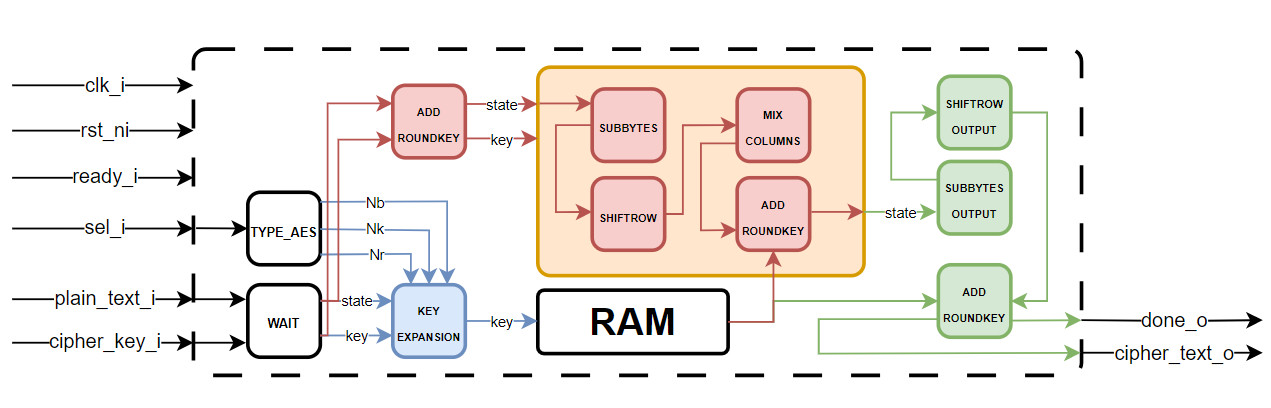 clk_i
rst_ni
ready_i
sel_i
plain_text_i
cipher_key_i
TYPE_AES
WAIT
Nb
Nk
Nr
state
key
ADD
ROUNDKEY
state
key
KEY
EXPANSION
key
SUBBYTES
SHIFTROW
MIX
COLUMNS
ADD
ROUNDKEY
RAM
state
SHIFTROW
OUTPUT
SUBBYTES
OUTPUT
ADD
ROUNDKEY
done_o
cipher_text_o